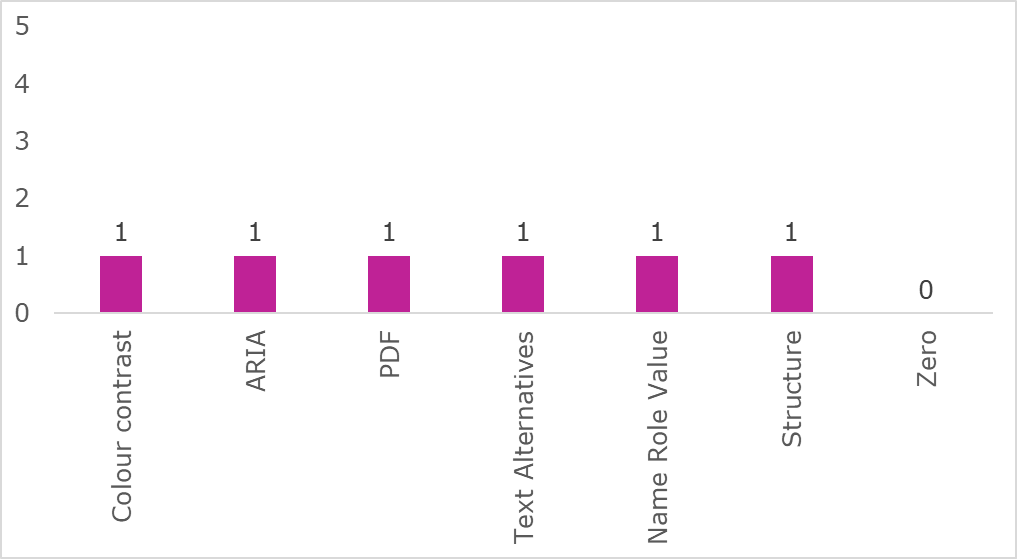 5
4
3
2
1
0
1
1
1
1
1
1
0
Colour contrast
ARIA
PDF
Text Alternatives
Name Role Value
Structure
Zero